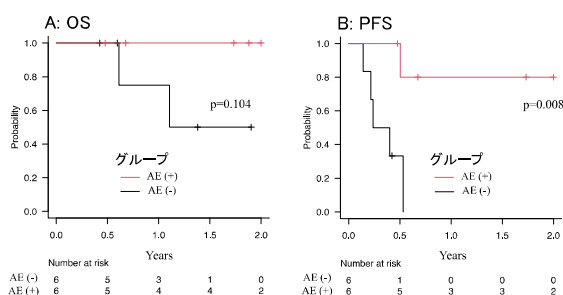 A: OS
1.0
0.8
0.6
0.4
0.2
0.0
Probability
p=0.104
グループ
AE (+)
AE (-)
0.0 0.5 1.0 1.5 2.0
Years
Number at risk
AE (-) 6 5 3 1 0
AE (+) 6 5 4 4 2
B: PFS
1.0
0.8
0.6
0.4
0.2
0.0
Probability
p=0.008
グループ
AE (+)
AE (-)
0.0 0.5 1.0 1.5 2.0
Years
Number at risk
AE (-) 6 1 0 0 0
AE (+) 6 5 3 3 2